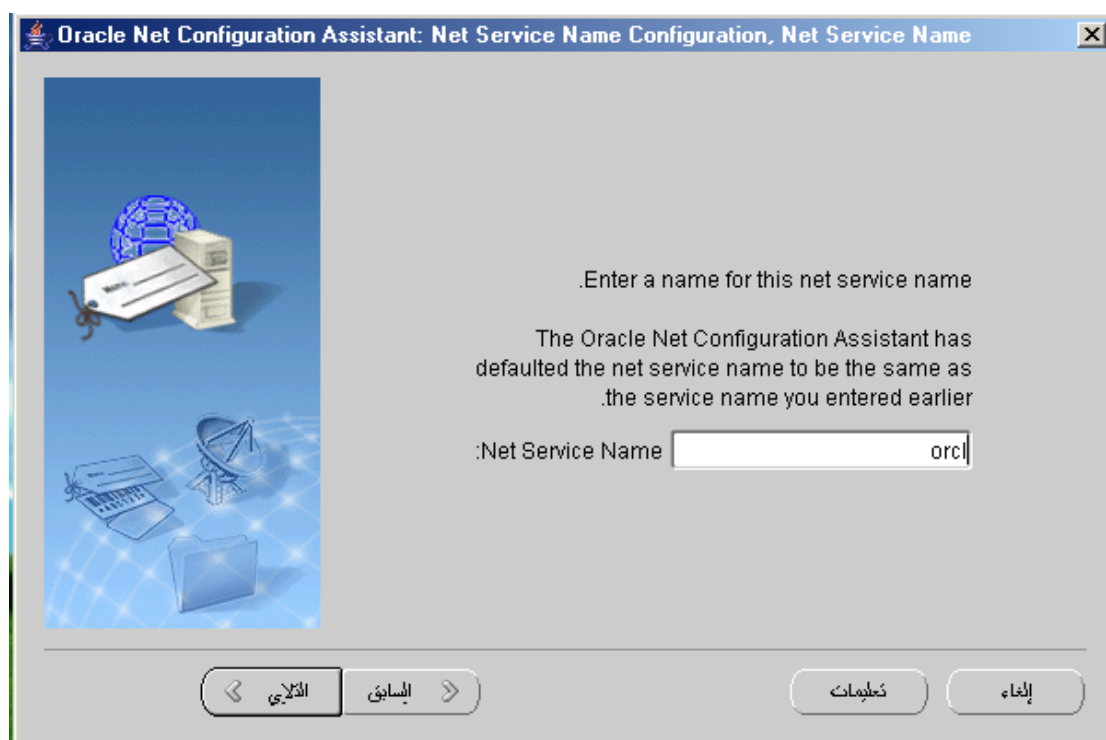 Oracle Net Configuration Assistant: Net Service Name Configuration, Net Service Name
.Enter a name for this net service name
The Oracle Net Configuration Assistant has
defaulted the net service name to be the same as
.the service name you entered earlier
:Net Service Name orcl
إلغاء تعليمات السابق التالي